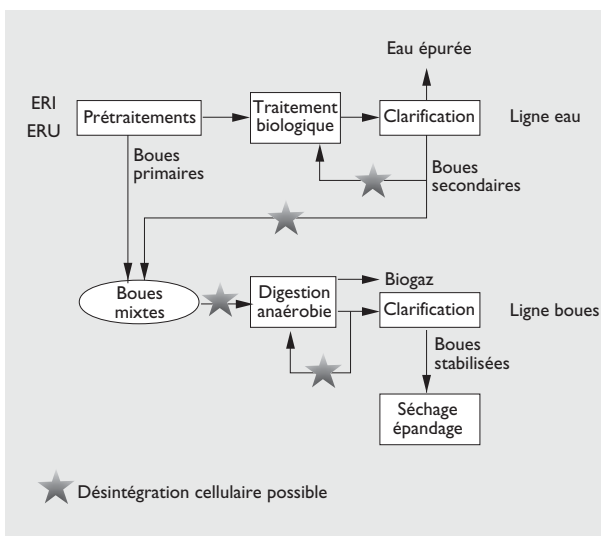 Eau épurée
ERI
ERU
Prétraitements
Traitement
biologique
Clarification
Ligne eau
Boues
primaires
Boues
secondaires
Boues
mixtes
Digestion
anaérobie
Biogaz
Clarification
Ligne boues
Boues
stabilisées
Séchage
épandage
Désintégration cellulaire possible